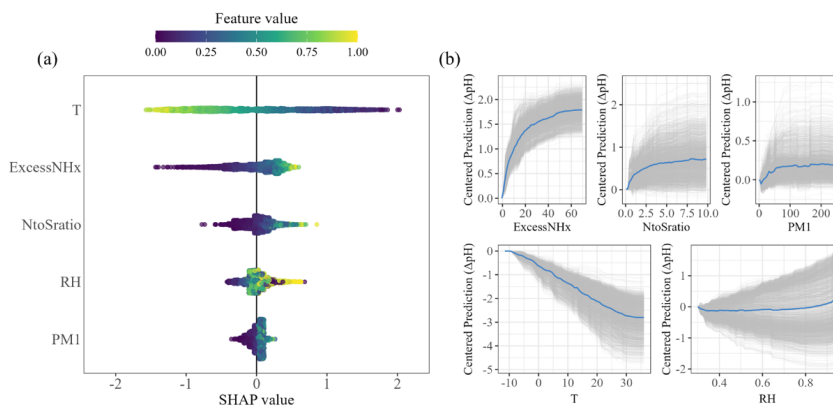 Feature value
0.00 0.25 0.50 0.75 1.00
(a)
T
ExcessNHx
NtoSratio
RH
PM1
-2 -1 0 1 2
SHAP value
(b)
Centered Prediction (ΔpH)
2.0
1.5
1.0
0.5
0.0
0 20 40 60
ExcessNHx
Centered Prediction (ΔpH)
2
1
0
0.0 2.5 5.0 7.5 10.0
NtoSratio
Centered Prediction (ΔpH)
1.0
0.5
0.0
0 100 200
PM1
Centered Prediction (ΔpH)
0
-1
-2
-3
-4
-5
-10 0 10 20 30
T
Centered Prediction (ΔpH)
2
1
0
-1
-2
0.4 0.6 0.8
RH